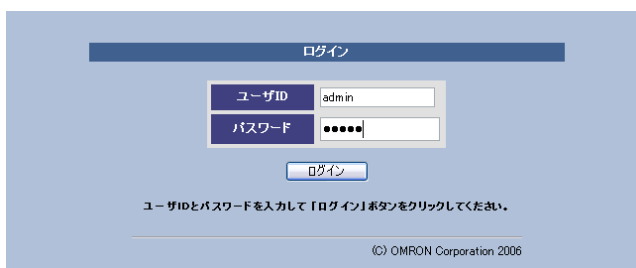 ログイン
ユーザID admin
パスワード ●●●●●
ログイン
ユーザIDとパスワードを入力して「ログイン」ボタンをクリックしてください。
(C) OMRON Corporation 2006